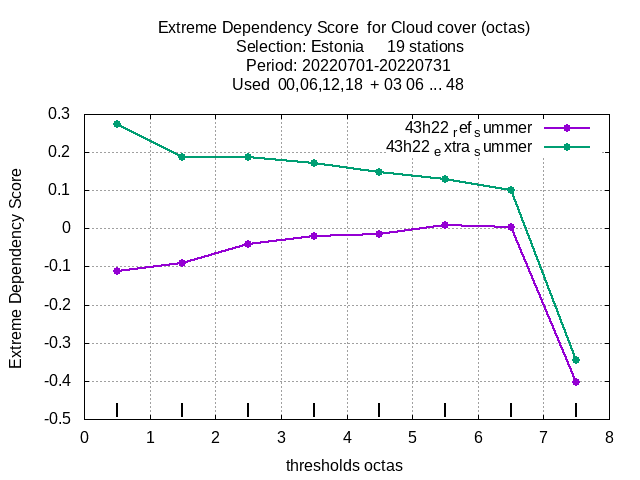 Extreme Dependency Score  for Cloud cover (octas)
Selection: Estonia     19 stations
Period: 20220701-20220731
Used  00,06,12,18  + 03 06 ... 48
43h22 ref summer
43h22 extra summer
0.3
0.2
0.1
0
-0.1
-0.2
-0.3
-0.4
-0.5
Extreme Dependency Score
0 1 2 3 4 5 6 7 8
thresholds octas